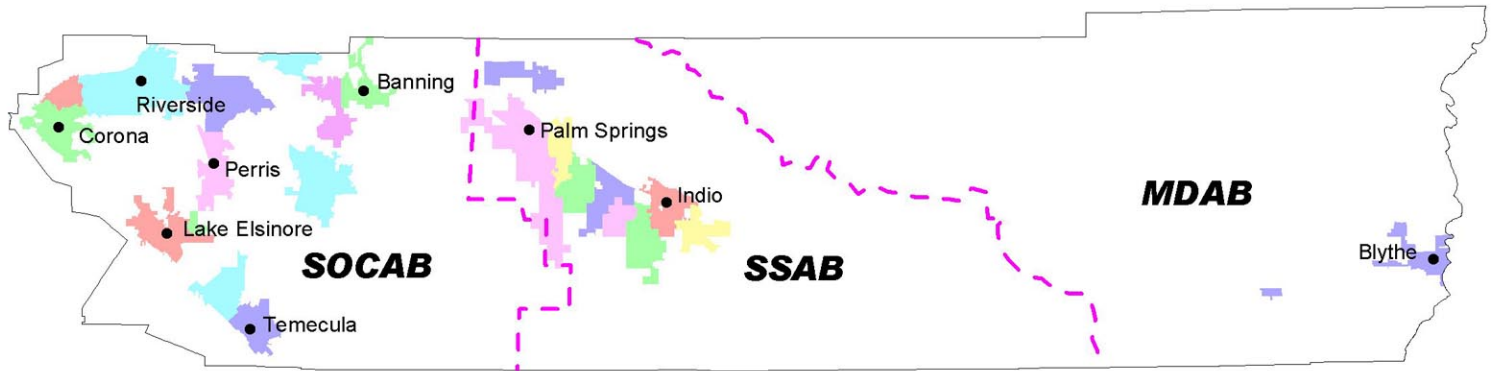 Banning
Riverside
Palm Springs
Corona
Perris
Indio
MDAB
Lake Elsinore
SOCAB
SSAB
Blythe
Temecula